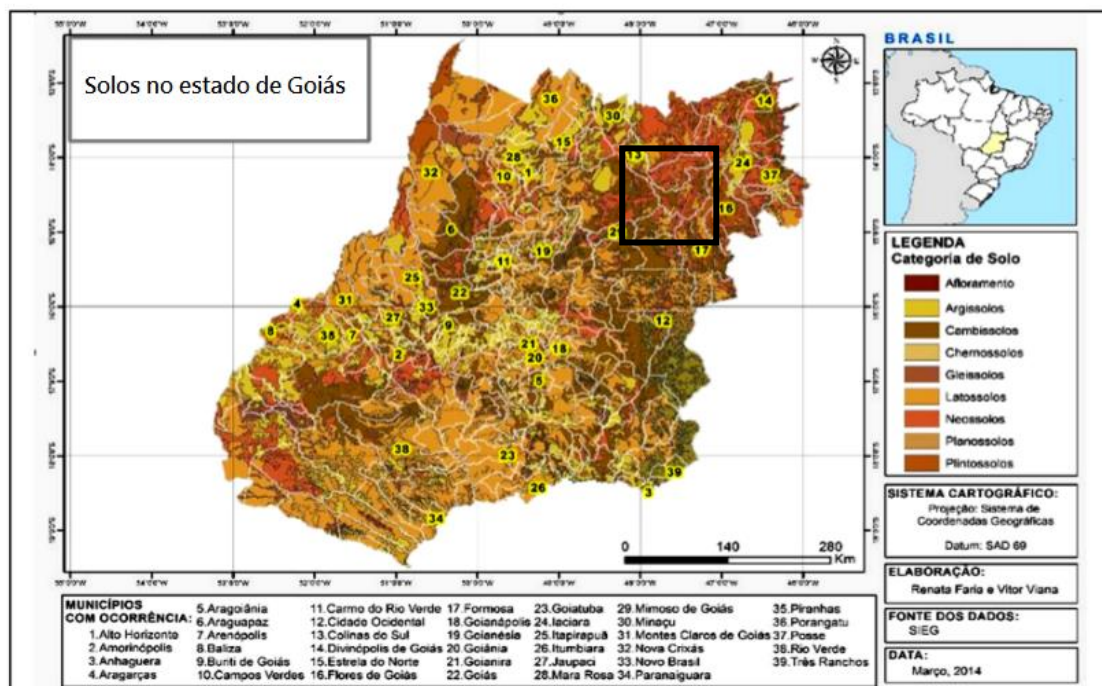 Solos no estado de Goiás
BRASIL
LEGENDA
Categoria de Solo
Afloramento
Argissolos
Cambissolos
Chernossolos
Gleissolos
Latossolos
Neossolos
Planossolos
Plintossolos
0 140 280
Km
SISTEMA CARTOGRÁFICO:
Projeção: Sistema de
Coordenadas Geográficas
Datum: SAD 69
ELABORAÇÃO:
Renata Faria e Vitor Viana
FONTE DOS DADOS:
SIEG
DATA:
Março, 2014
MUNICÍPIOS
COM OCORRÊNCIA:
1.Alto Horizonte
2.Amorinópolis
3.Anhaguera
4.Aragarças
5.Aragoiânia
6.Araguapaz
7.Arenópolis
8.Baliza
9.Buriti de Goiás
10.Campos Verdes
11.Carmo do Rio Verde
12.Cidade Ocidental
13.Colinas do Sul
14.Divinópolis de Goiás
15.Estrela do Norte
16.Flores de Goiás
17.Formosa
18.Goianápolis
19.Goianésia
20.Goiânia
21.Goianira
22.Goiás
23.Goiatuba
24.Iaciara
25.Itapirapuã
26.Itumbiara
27.Jaupaci
28.Mara Rosa
29.Mimoso de Goiás
30.Minaçu
31.Montes Claros de Goiás
32.Nova Crixás
33.Novo Brasil
34.Paranaiguara
35.Piranhas
36.Porangatu
37.Posse
38.Rio Verde
39.Três Ranchos